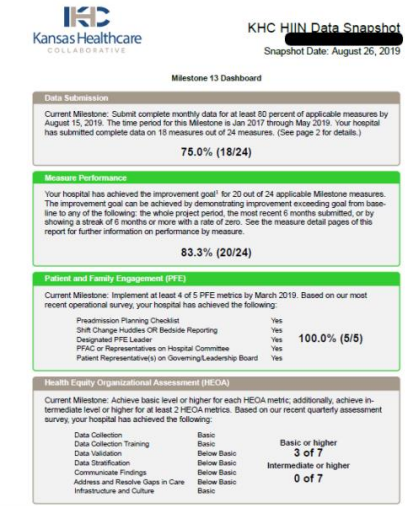 KHC
Kansas Healthcare
COLLABORATIVE
KHC HIIN Data Snapshot
Snapshot Date: August 26, 2019
Milestone 13 Dashboard
Data Submission
Current Milestone: Submit complete monthly data for at least 80 percent of applicable measures by
August 15, 2019. The time period for this Milestone is Jan 2017 through May 2019. Your hospital
has submitted complete data on 18 measures out of 24 measures. (See page 2 for details.)
75.0% (18/24)
Measure Performance
Your hospital has achieved the improvement goal¹ for 20 out of 24 applicable Milestone measures.
The improvement goal can be achieved by demonstrating improvement exceeding goal from base-
line to any of the following: the whole project period, the most recent 6 months submitted, or by
showing a streak of 6 months or more with a rate of zero. See the measure detail pages of this
report for further information on performance by measure.
83.3% (20/24)
Patient and Family Engagement (PFE)
Current Milestone: Implement at least 4 of 5 PFE metrics by March 2019. Based on our most
recent operational survey, your hospital has achieved the following:
Preadmission Planning Checklist Yes
Shift Change Huddles OR Bedside Reporting Yes
Designated PFE Leader Yes 100.0% (5/5)
PFAC or Representatives on Hospital Committee Yes
Patient Representative(s) on Governing/Leadership Board Yes
Health Equity Organizational Assessment (HEOA)
Current Milestone: Achieve basic level or higher for each HEOA metric; additionally, achieve in-
termediate level or higher for at least 2 HEOA metrics. Based on our recent quarterly assessment
survey, your hospital has achieved the following:
Data Collection Basic
Data Collection Training Basic Basic or higher
Data Validation Below Basic 3 of 7
Data Stratification Below Basic
Communicate Findings Below Basic Intermediate or higher
Address and Resolve Gaps in Care Below Basic 0 of 7
Infrastructure and Culture Basic